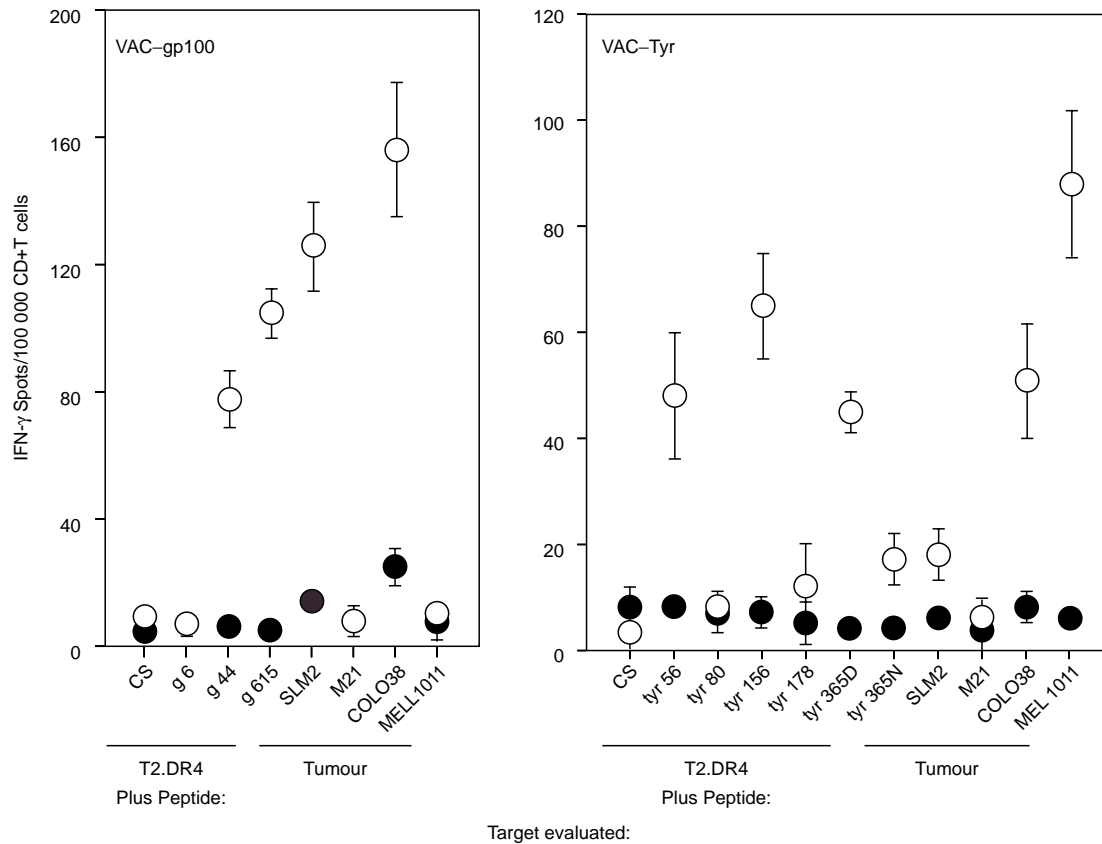 VAC–gp100
200
160
120
80
40
0
IFN-γ Spots/100 000 CD+T cells
CS
g 6
g 44
g 615
SLM2
M21
COLO38
MELL1011
T2.DR4
Plus Peptide:
Tumour
VAC–Tyr
120
100
80
60
40
20
0
CS
tyr 56
tyr 80
tyr 156
tyr 178
tyr 365D
tyr 365N
SLM2
M21
COLO38
MEL 1011
T2.DR4
Plus Peptide:
Tumour
Target evaluated: